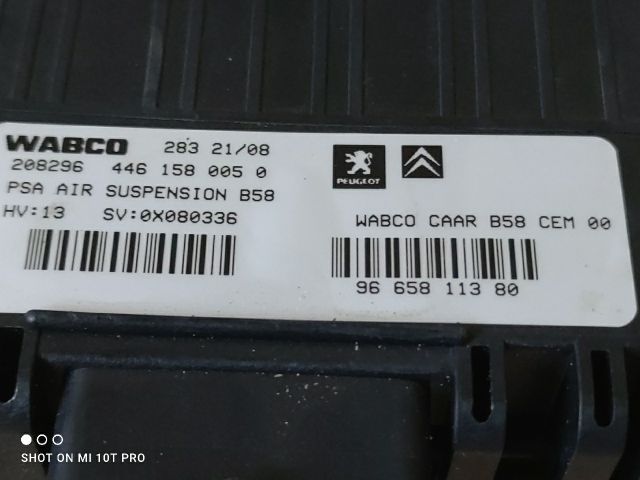 WABCO 283 21/08
208296 446 158 005 0
PSA AIR SUSPENSION B58
HV:13 SV:0X080336
PEUGEOT
WABCO CAAR B58 CEM 00
96 658 113 80
SHOT ON MI 10T PRO